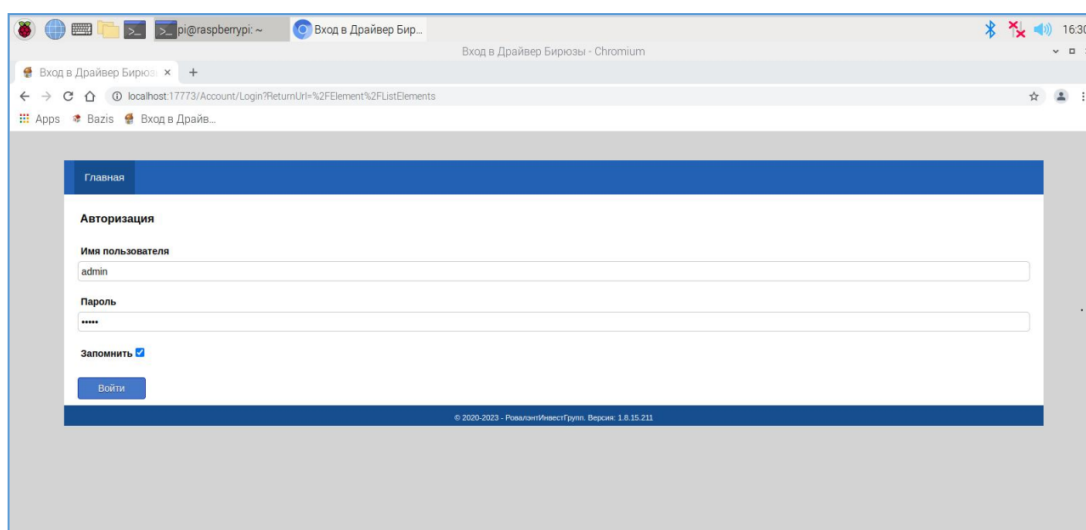 pi@raspberrypi: ~ Вход в Драйвер Бир... 16:30
Вход в Драйвер Бирюзы - Chromium
Вход в Драйвер Бирюз
localhost:17773/Account/Login?ReturnUrl=%2FElement%2FListElements
Apps Bazis Вход в Драйв...
Главная
Авторизация
Имя пользователя
admin
Пароль
•••••
Запомнить
Войти
© 2020-2023 - РовалэнтИнвестГрупп. Версия: 1.8.15.211